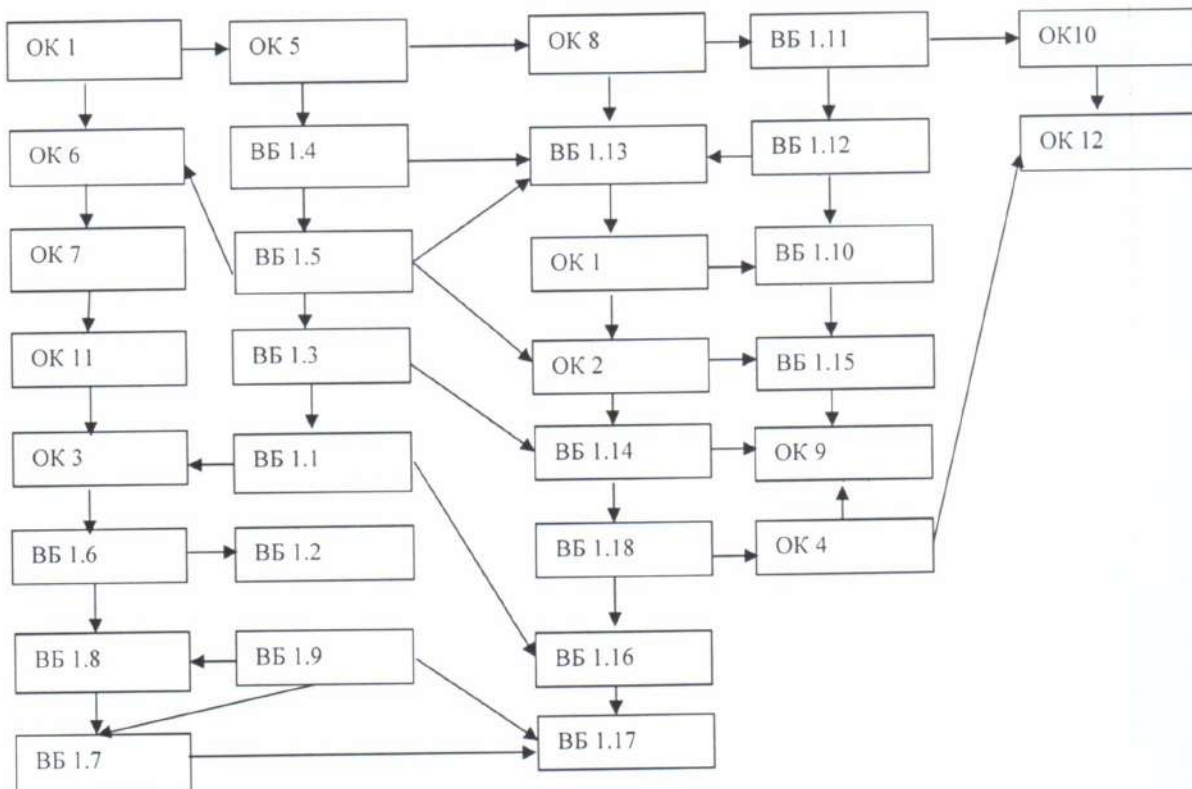 ОК 1
ОК 5
ОК 8
ВБ 1.11
ОК10
ОК 6
ВБ 1.4
ВБ 1.13
ВБ 1.12
ОК 12
ОК 7
ВБ 1.5
ОК 1
ВБ 1.10
ОК 11
ВБ 1.3
ОК 2
ВБ 1.15
ОК 3
ВБ 1.1
ВБ 1.14
ОК 9
ВБ 1.6
ВБ 1.2
ВБ 1.18
ОК 4
ВБ 1.8
ВБ 1.9
ВБ 1.16
ВБ 1.7
ВБ 1.17